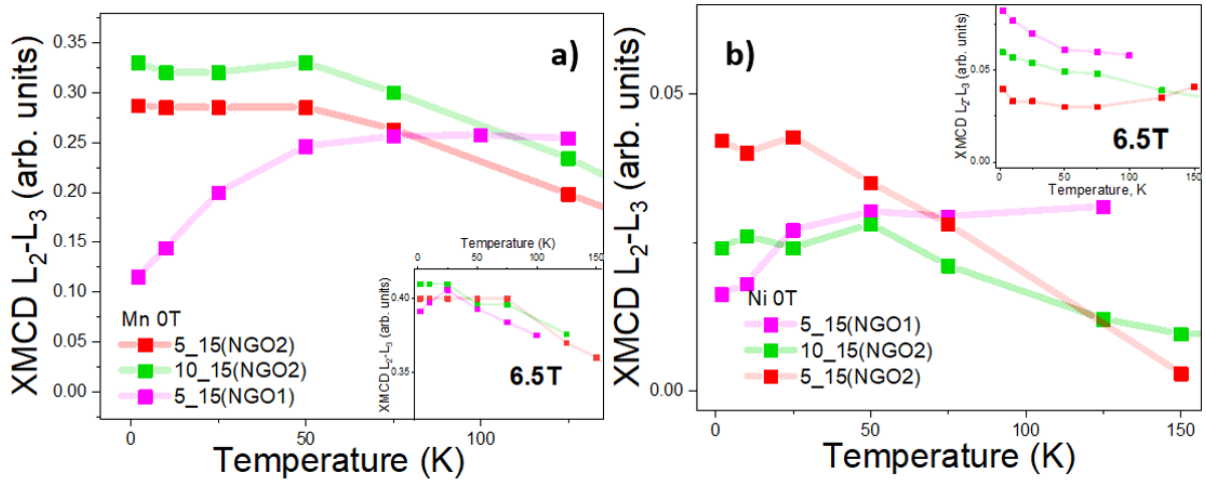 XMCD L2-L3 (arb. units)
0.35
0.30
0.25
0.20
0.15
0.10
0.05
0.00
a)
Mn 0T
5_15(NGO2)
10_15(NGO2)
5_15(NGO1)
0 50 100
Temperature (K)
Temperature (K)
0 50 100 150
XMCD L2-L3 (arb. units)
0.40
0.35
6.5T
XMCD L2-L3 (arb. units)
0.05
0.00
b)
Ni 0T
5_15(NGO1)
10_15(NGO2)
5_15(NGO2)
0 25 50 75 100 125 150
Temperature (K)
XMCD L2-L3 (arb. units)
0.05
0.00
6.5T
0 50 100 150
Temperature, K